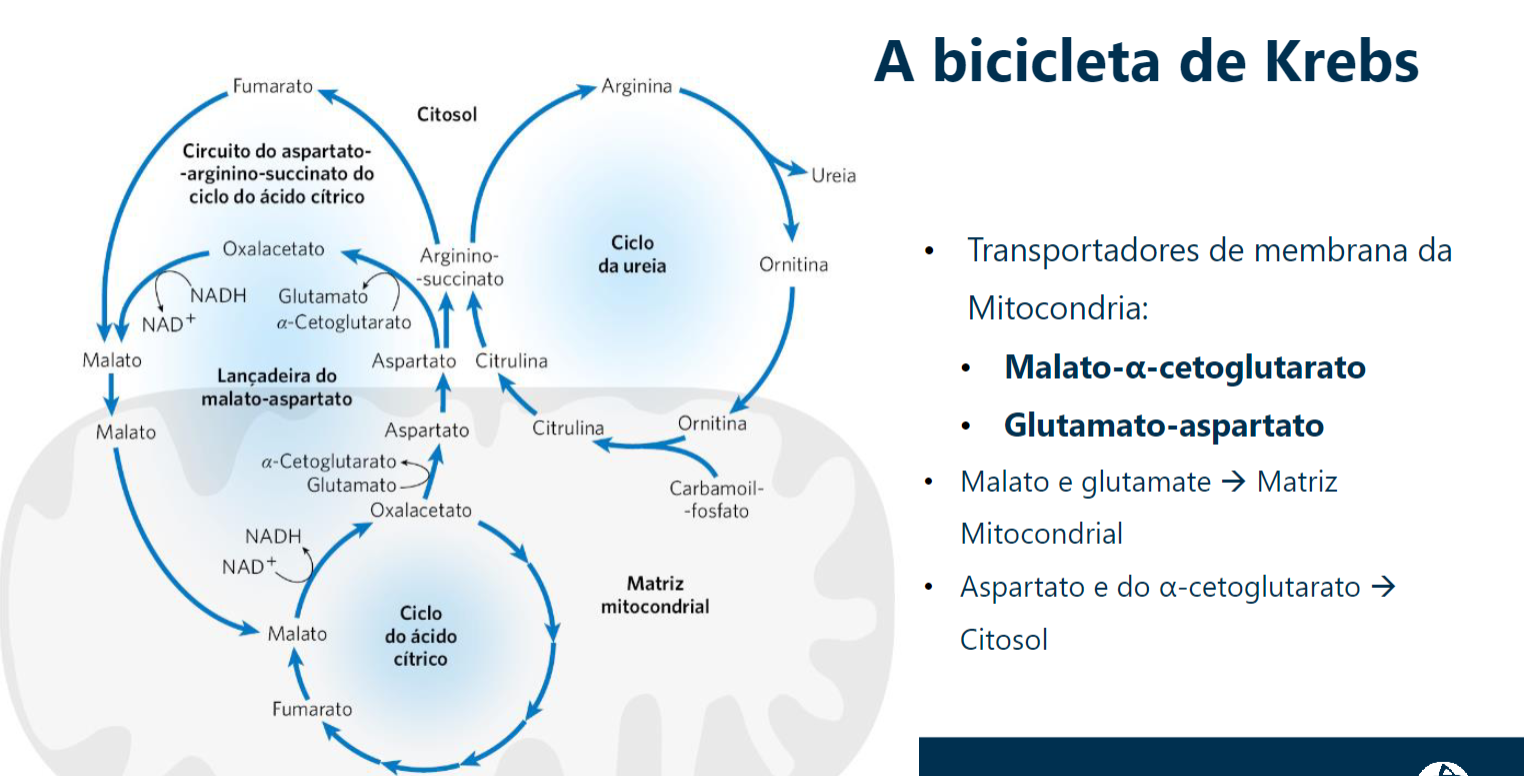 A bicicleta de Krebs
Fumarato
Citosol
Arginina
Circuito do aspartato-
-arginino-succinato do
ciclo do ácido cítrico
Ureia
Oxalacetato
Arginino-
-succinato
Ciclo
da ureia
Ornitina
NADH
NAD+
Glutamato
α-Cetoglutarato
Malato
Aspartato
Citrulina
Lançadeira do
malato-aspartato
Malato
Aspartato
Citrulina
Ornitina
α-Cetoglutarato
Glutamato
Carbamoil-
-fosfato
Oxalacetato
NADH
NAD+
Matriz
mitocondrial
Ciclo
do ácido
cítrico
Malato
Fumarato
• Transportadores de membrana da
Mitocondria:
• Malato-α-cetoglutarato
• Glutamato-aspartato
• Malato e glutamate → Matriz
Mitocondrial
• Aspartato e do α-cetoglutarato →
Citosol